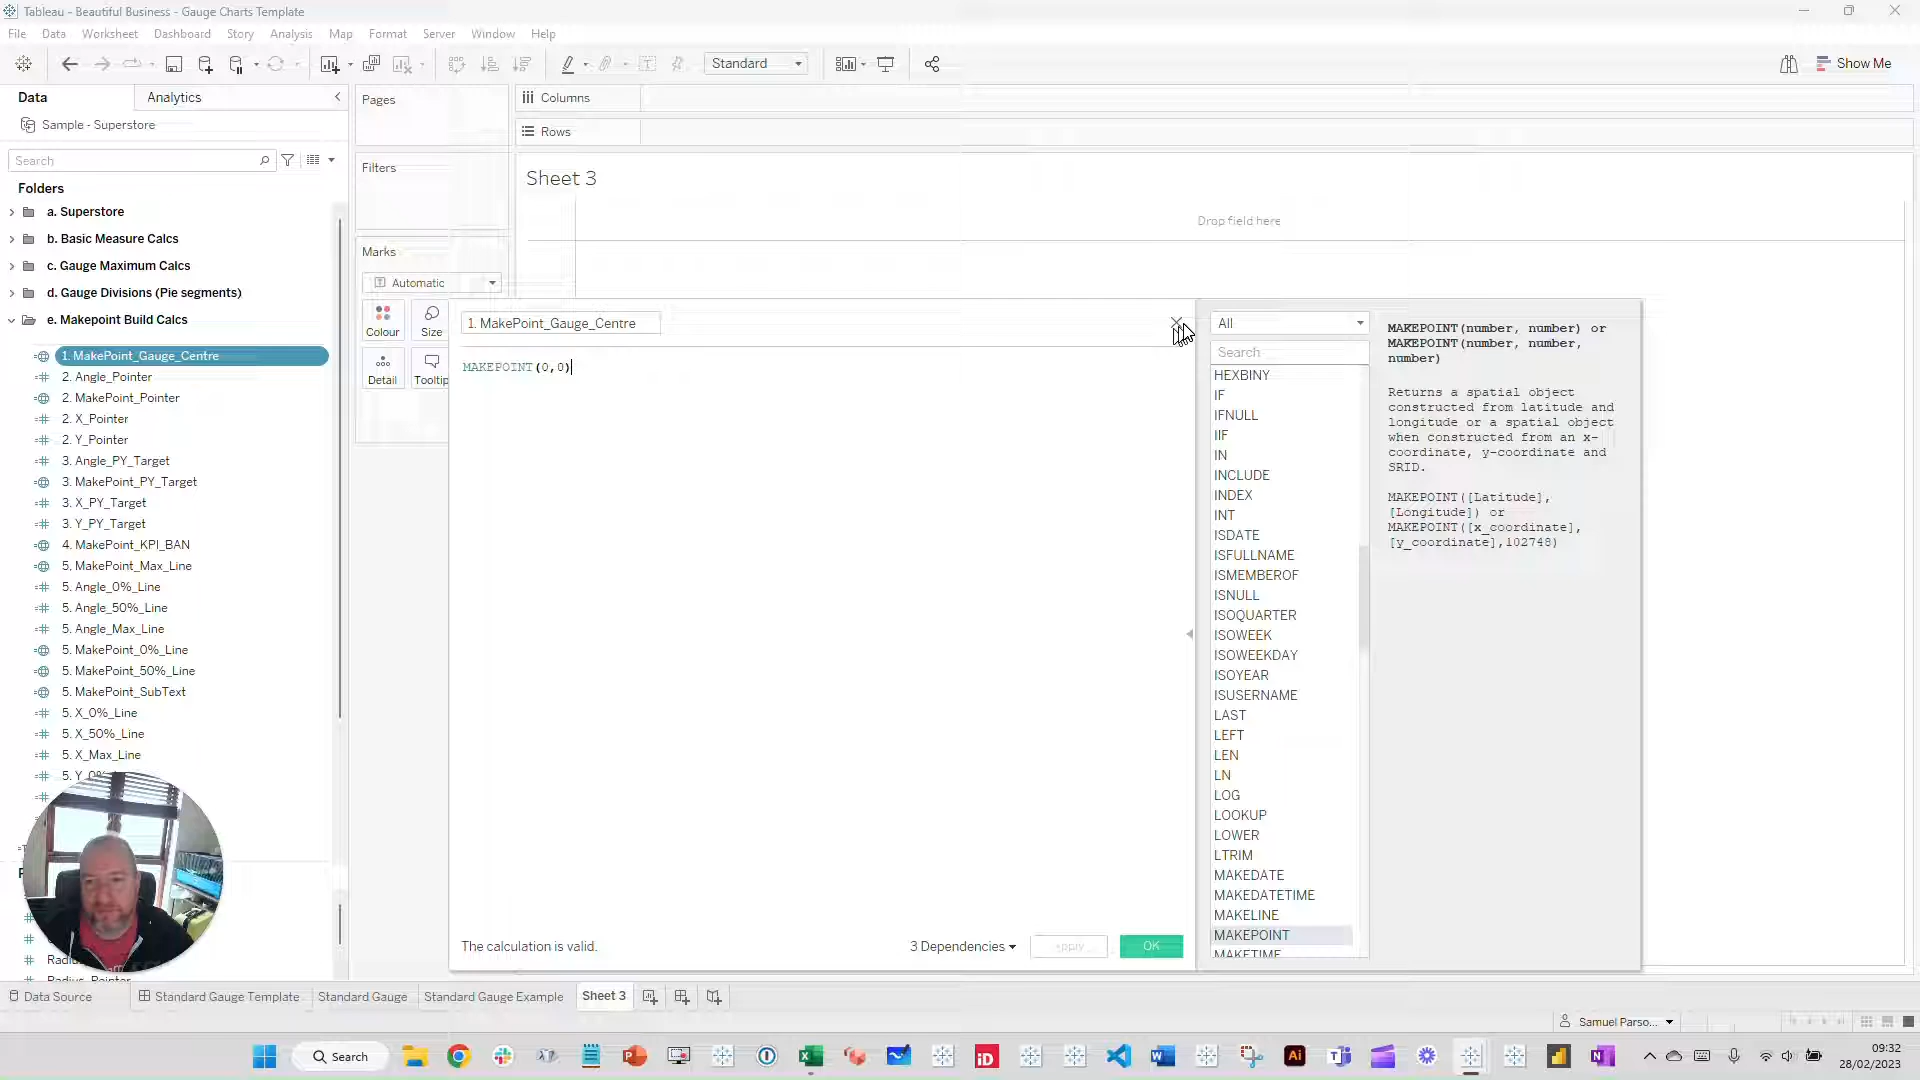 Tableau - Beautiful Business - Gauge Charts Template
File Data Worksheet Dashboard Story Analysis Map Format Server Window Help
Standard
Show Me
Data
Analytics
Sample - Superstore
Search
Folders
a. Superstore
b. Basic Measure Calcs
c. Gauge Maximum Calcs
d. Gauge Divisions (Pie segments)
e. Makepoint Build Calcs
1. MakePoint_Gauge_Centre
2. Angle_Pointer
2. MakePoint_Pointer
2. X_Pointer
2. Y_Pointer
3. Angle_PY_Target
3. MakePoint_PY_Target
3. X_PY_Target
3. Y_PY_Target
4. MakePoint_KPI_BAN
5. MakePoint_Max_Line
5. Angle_0%_Line
5. Angle_50%_Line
5. Angle_Max_Line
5. MakePoint_0%_Line
5. MakePoint_50%_Line
5. MakePoint_SubText
5. X_0%_Line
5. X_50%_Line
5. X_Max_Line
Radius_Pointer
Pages
Filters
Marks
Automatic
Colour
Size
Detail
Tooltip
Columns
Rows
Sheet 3
Drop field here
1. MakePoint_Gauge_Centre
MAKEPOINT(0,0)
The calculation is valid.
3 Dependencies
Apply
OK
All
Search
HEXBINY
IF
IFNULL
IIF
IN
INCLUDE
INDEX
INT
ISDATE
ISFULLNAME
ISMEMBEROF
ISNULL
ISOQUARTER
ISOWEEK
ISOWEEKDAY
ISOYEAR
ISUSERNAME
LAST
LEFT
LEN
LN
LOG
LOOKUP
LOWER
LTRIM
MAKEDATE
MAKEDATETIME
MAKELINE
MAKEPOINT
MAKETIME
MAKEPOINT(number, number) or
MAKEPOINT(number, number,
number)
Returns a spatial object
constructed from latitude and
longitude or a spatial object
when constructed from an x-
coordinate, y-coordinate and
SRID.
MAKEPOINT([Latitude],
[Longitude]) or
MAKEPOINT([x_coordinate],
[y_coordinate],102748)
Data Source
Standard Gauge Template
Standard Gauge
Standard Gauge Example
Sheet 3
Samuel Parso...
Search
09:32
28/02/2023